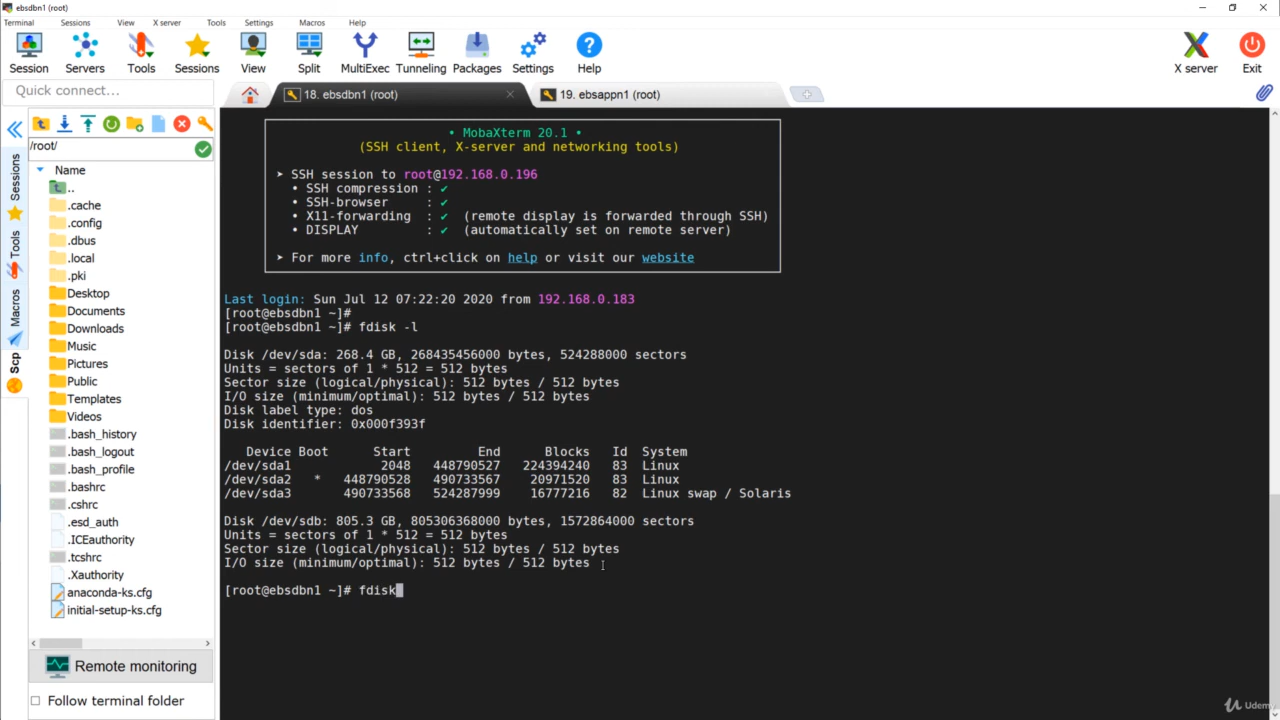 ebsdbn1 (root)
Terminal Sessions View X server Tools Settings Macros Help
Session Servers Tools Sessions View Split MultiExec Tunneling Packages Settings Help X server Exit
Quick connect...
18. ebsdbn1 (root)
19. ebsappn1 (root)
/root/
Name
..
.cache
.config
.dbus
.local
.pki
Desktop
Documents
Downloads
Music
Pictures
Public
Templates
Videos
.bash_history
.bash_logout
.bash_profile
.bashrc
.cshrc
.esd_auth
.ICEauthority
.tcshrc
.Xauthority
anaconda-ks.cfg
initial-setup-ks.cfg
Remote monitoring
Follow terminal folder
Sessions
Tools
Macros
Scp
• MobaXterm 20.1 •
(SSH client, X-server and networking tools)
➤ SSH session to root@192.168.0.196
• SSH compression : ✔
• SSH-browser : ✔
• X11-forwarding : ✔ (remote display is forwarded through SSH)
• DISPLAY : ✔ (automatically set on remote server)
➤ For more info, ctrl+click on help or visit our website
Last login: Sun Jul 12 07:22:20 2020 from 192.168.0.183
[root@ebsdbn1 ~]#
[root@ebsdbn1 ~]# fdisk -l
Disk /dev/sda: 268.4 GB, 268435456000 bytes, 524288000 sectors
Units = sectors of 1 * 512 = 512 bytes
Sector size (logical/physical): 512 bytes / 512 bytes
I/O size (minimum/optimal): 512 bytes / 512 bytes
Disk label type: dos
Disk identifier: 0x000f393f
Device Boot Start End Blocks Id System
/dev/sda1 2048 448790527 224394240 83 Linux
/dev/sda2 * 448790528 490733567 20971520 83 Linux
/dev/sda3 490733568 524287999 16777216 82 Linux swap / Solaris
Disk /dev/sdb: 805.3 GB, 805306368000 bytes, 1572864000 sectors
Units = sectors of 1 * 512 = 512 bytes
Sector size (logical/physical): 512 bytes / 512 bytes
I/O size (minimum/optimal): 512 bytes / 512 bytes
[root@ebsdbn1 ~]# fdisk
Udemy